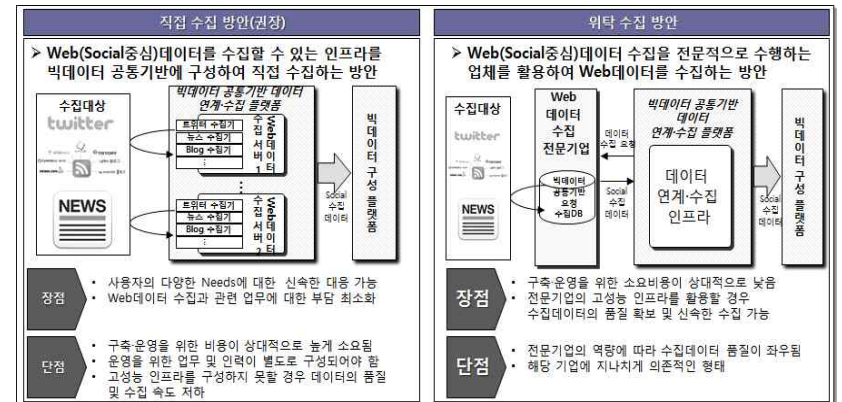 직접 수집 방안(권장)
➤ Web(Social중심)데이터를 수집할 수 있는 인프라를
빅데이터 공통기반에 구성하여 직접 수집하는 방안
수집대상
twitter
NEWS
빅데이터 공통기반 데이터
연계·수집 플랫폼
트위터 수집기
뉴스 수집기
Blog 수집기
⋮
Web데이터
수집 서버 1
⋮
트위터 수집기
뉴스 수집기
Blog 수집기
⋮
Web데이터
수집 서버 2
Social
수집
데이터
빅데이터 구성 플랫폼
장점
• 사용자의 다양한 Needs에 대한 신속한 대응 가능
• Web데이터 수집과 관련 업무에 대한 부담 최소화
단점
• 구축·운영을 위한 비용이 상대적으로 높게 소요됨
• 운영을 위한 업무 및 인력이 별도로 구성되어야 함
• 고성능 인프라를 구성하지 못할 경우 데이터의 품질
및 수집 속도 저하
위탁 수집 방안
➤ Web(Social중심)데이터 수집을 전문적으로 수행하는
업체를 활용하여 Web데이터를 수집하는 방안
수집대상
twitter
NEWS
Web
데이터
수집
전문기업
빅데이터
공통기반
요청
수집DB
데이터
수집 요청
Social
수집
데이터
빅데이터 공통기반
데이터
연계·수집 플랫폼
데이터
연계·수집
인프라
Social
수집
데이터
빅데이터 구성 플랫폼
장점
• 구축·운영을 위한 소요비용이 상대적으로 낮음
• 전문기업의 고성능 인프라를 활용할 경우
수집데이터의 품질 확보 및 신속한 수집 가능
단점
• 전문기업의 역량에 따라 수집데이터 품질이 좌우됨
• 해당 기업에 지나치게 의존적인 형태